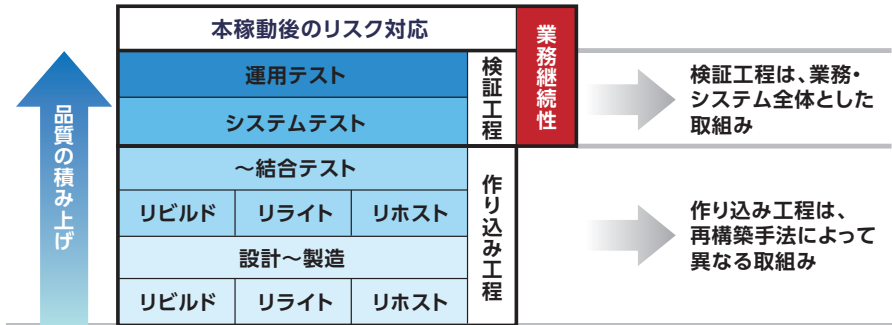 本稼動後のリスク対応
業務継続性
運用テスト
検証工程
システムテスト
検証工程は、業務・
システム全体とした
取組み
品質の積み上げ
〜結合テスト
作り込み工程
リビルド
リライト
リホスト
設計〜製造
リビルド
リライト
リホスト
作り込み工程は、
再構築手法によって
異なる取組み